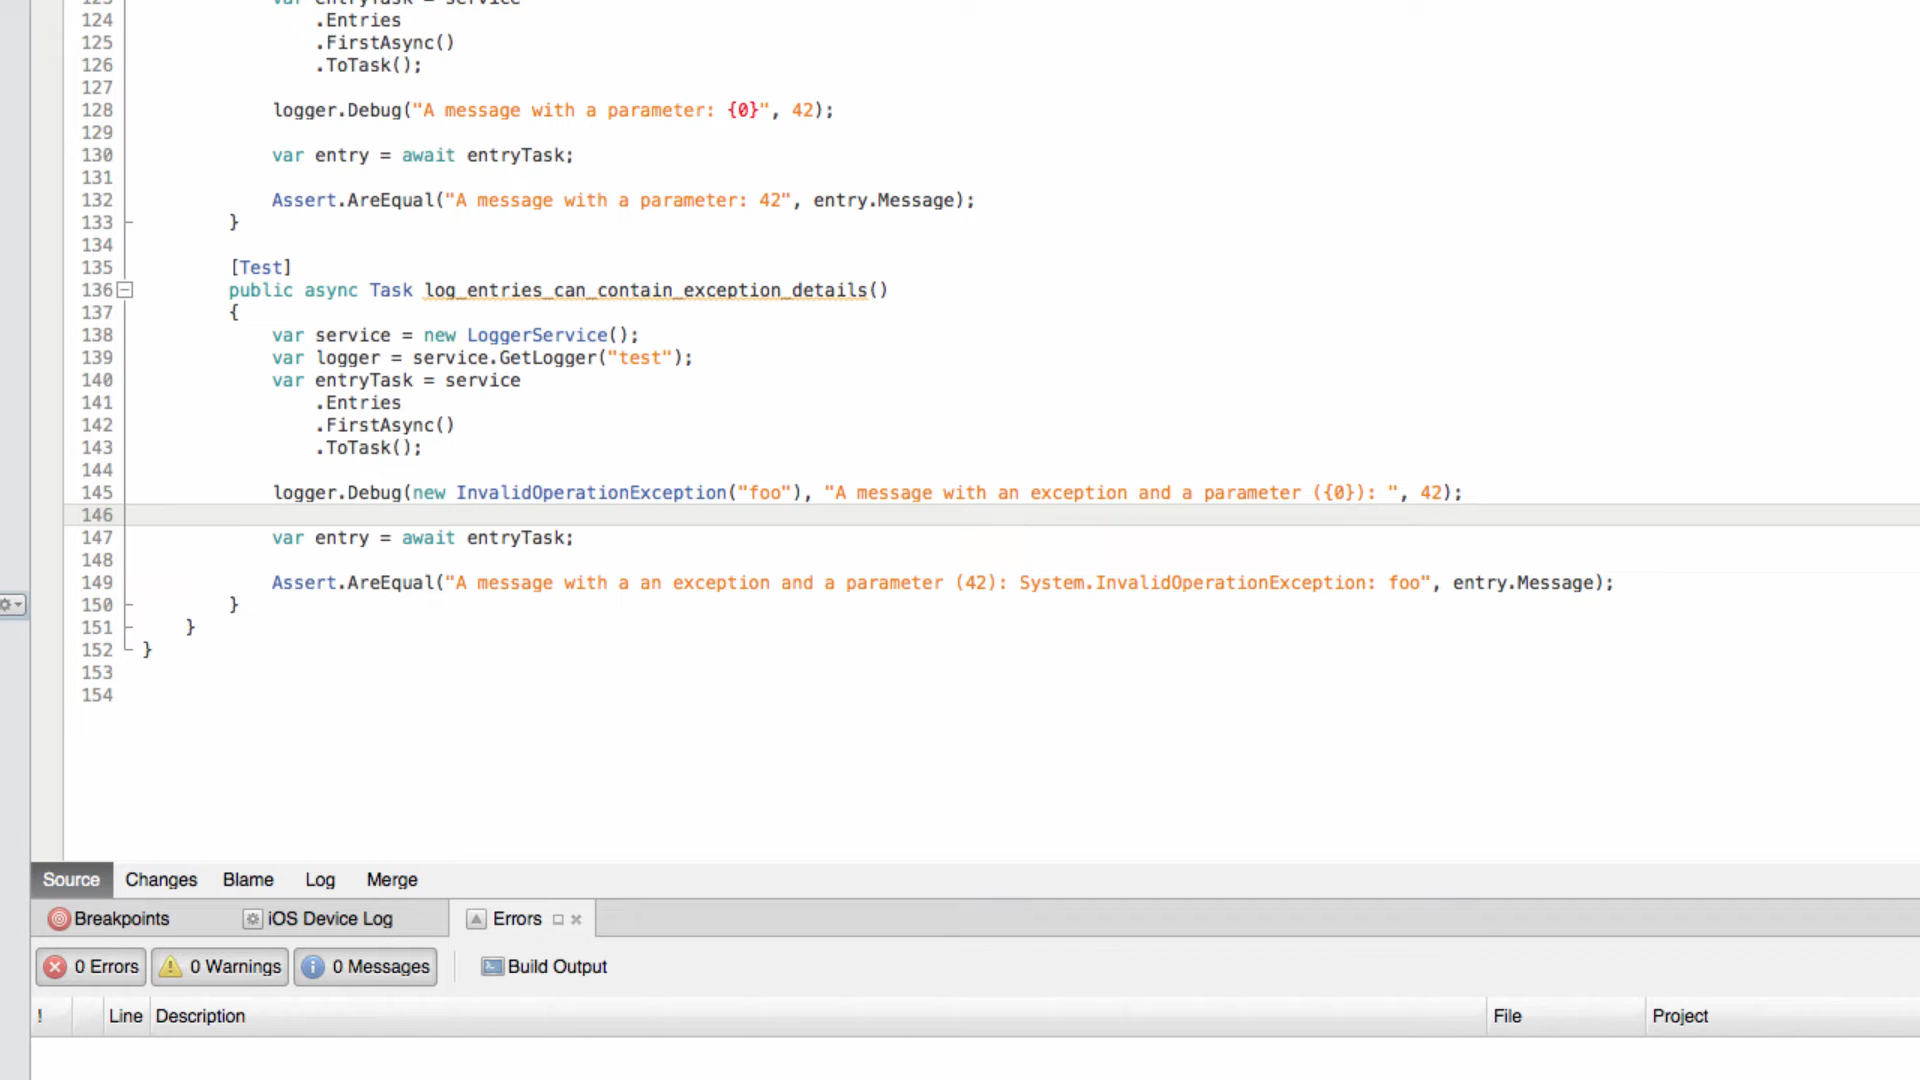 123 var entryTask = service
124 .Entries
125 .FirstAsync()
126 .ToTask();
127
128 logger.Debug("A message with a parameter: {0}", 42);
129
130 var entry = await entryTask;
131
132 Assert.AreEqual("A message with a parameter: 42", entry.Message);
133 }
134
135 [Test]
136 public async Task log_entries_can_contain_exception_details()
137 {
138 var service = new LoggerService();
139 var logger = service.GetLogger("test");
140 var entryTask = service
141 .Entries
142 .FirstAsync()
143 .ToTask();
144
145 logger.Debug(new InvalidOperationException("foo"), "A message with an exception and a parameter ({0}): ", 42);
146
147 var entry = await entryTask;
148
149 Assert.AreEqual("A message with a an exception and a parameter (42): System.InvalidOperationException: foo", entry.Message);
150 }
151 }
152 }
153
154
Source Changes Blame Log Merge
Breakpoints iOS Device Log Errors
0 Errors 0 Warnings 0 Messages Build Output
! Line Description File Project